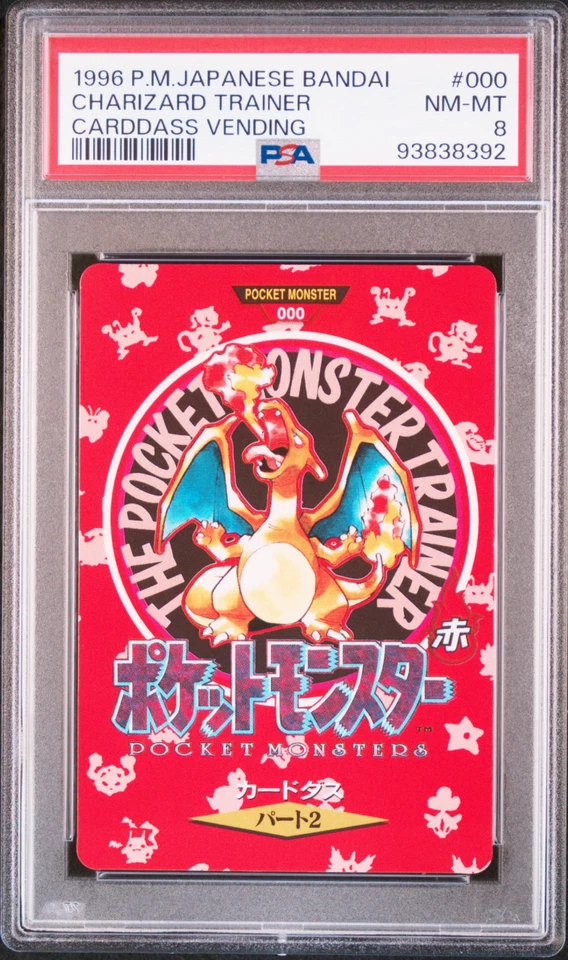 1996 P.M.JAPANESE BANDAI #000
CHARIZARD TRAINER NM-MT
CARDDASS VENDING 8
PSA 93838392
POCKET MONSTER
000
THE POCKET MONSTER TRAINER
赤
ポケットモンスター
TM
POCKET MONSTERS
カードダス
パート2